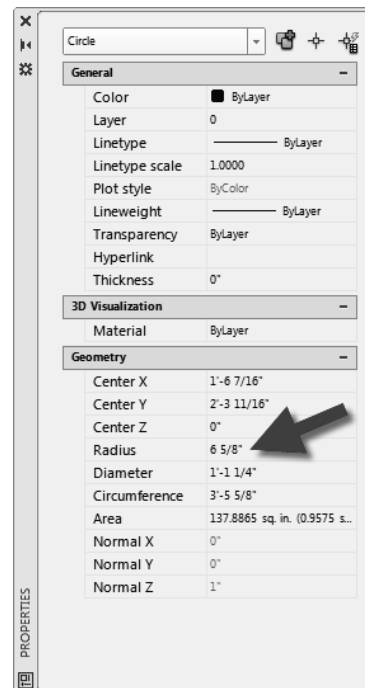 Circle
General
Color ByLayer
Layer 0
Linetype ByLayer
Linetype scale 1.0000
Plot style ByColor
Lineweight ByLayer
Transparency ByLayer
Hyperlink
Thickness 0"
3D Visualization
Material ByLayer
Geometry
Center X 1'-6 7/16"
Center Y 2'-3 11/16"
Center Z 0"
Radius 6 5/8"
Diameter 1'-1 1/4"
Circumference 3'-5 5/8"
Area 137.8865 sq. in. (0.9575 s...
Normal X 0"
Normal Y 0"
Normal Z 1"
PROPERTIES